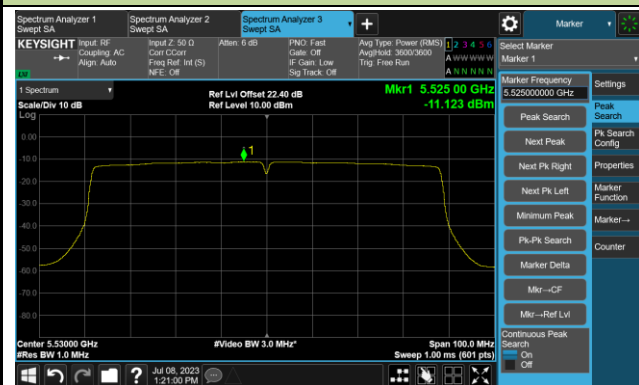 Spectrum Analyzer 1
Swept SA
Spectrum Analyzer 2
Swept SA
Spectrum Analyzer 3
Swept SA
Marker
KEYSIGHT
Input: RF
Coupling: AC
Align: Auto
Input Z: 50 Ω
Corr CCorr
Freq Ref: Int (S)
NFE: Off
Atten: 6 dB
PNO: Fast
Gate: Off
IF Gain: Low
Sig Track: Off
Avg Type: Power (RMS)
Avg|Hold: 3600/3600
Trig: Free Run
1 2 3 4 5 6
A W W W W W
A N N N N N
Select Marker
Marker 1
1 Spectrum
Scale/Div 10 dB
Log
Ref Lvl Offset 22.40 dB
Ref Level 10.00 dBm
Mkr1 5.525 00 GHz
-11.123 dBm
1
0.00
-10.0
-20.0
-30.0
-40.0
-50.0
-60.0
-70.0
-80.0
Center 5.53000 GHz
#Res BW 1.0 MHz
#Video BW 3.0 MHz*
Span 100.0 MHz
Sweep 1.00 ms (601 pts)
Marker Frequency
5.525000000 GHz
Peak Search
Next Peak
Next Pk Right
Next Pk Left
Minimum Peak
Pk-Pk Search
Marker Delta
Mkr→CF
Mkr→Ref Lvl
Continuous Peak
Search
On
Off
Settings
Peak
Search
Pk Search
Config
Properties
Marker
Function
Marker→
Counter
?
Jul 08, 2023
1:21:00 PM